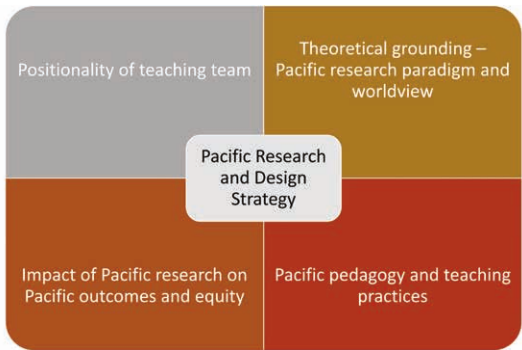 Positionality of teaching team
Theoretical grounding –
Pacific research paradigm and
worldview
Pacific Research
and Design
Strategy
Impact of Pacific research on
Pacific outcomes and equity
Pacific pedagogy and teaching
practices